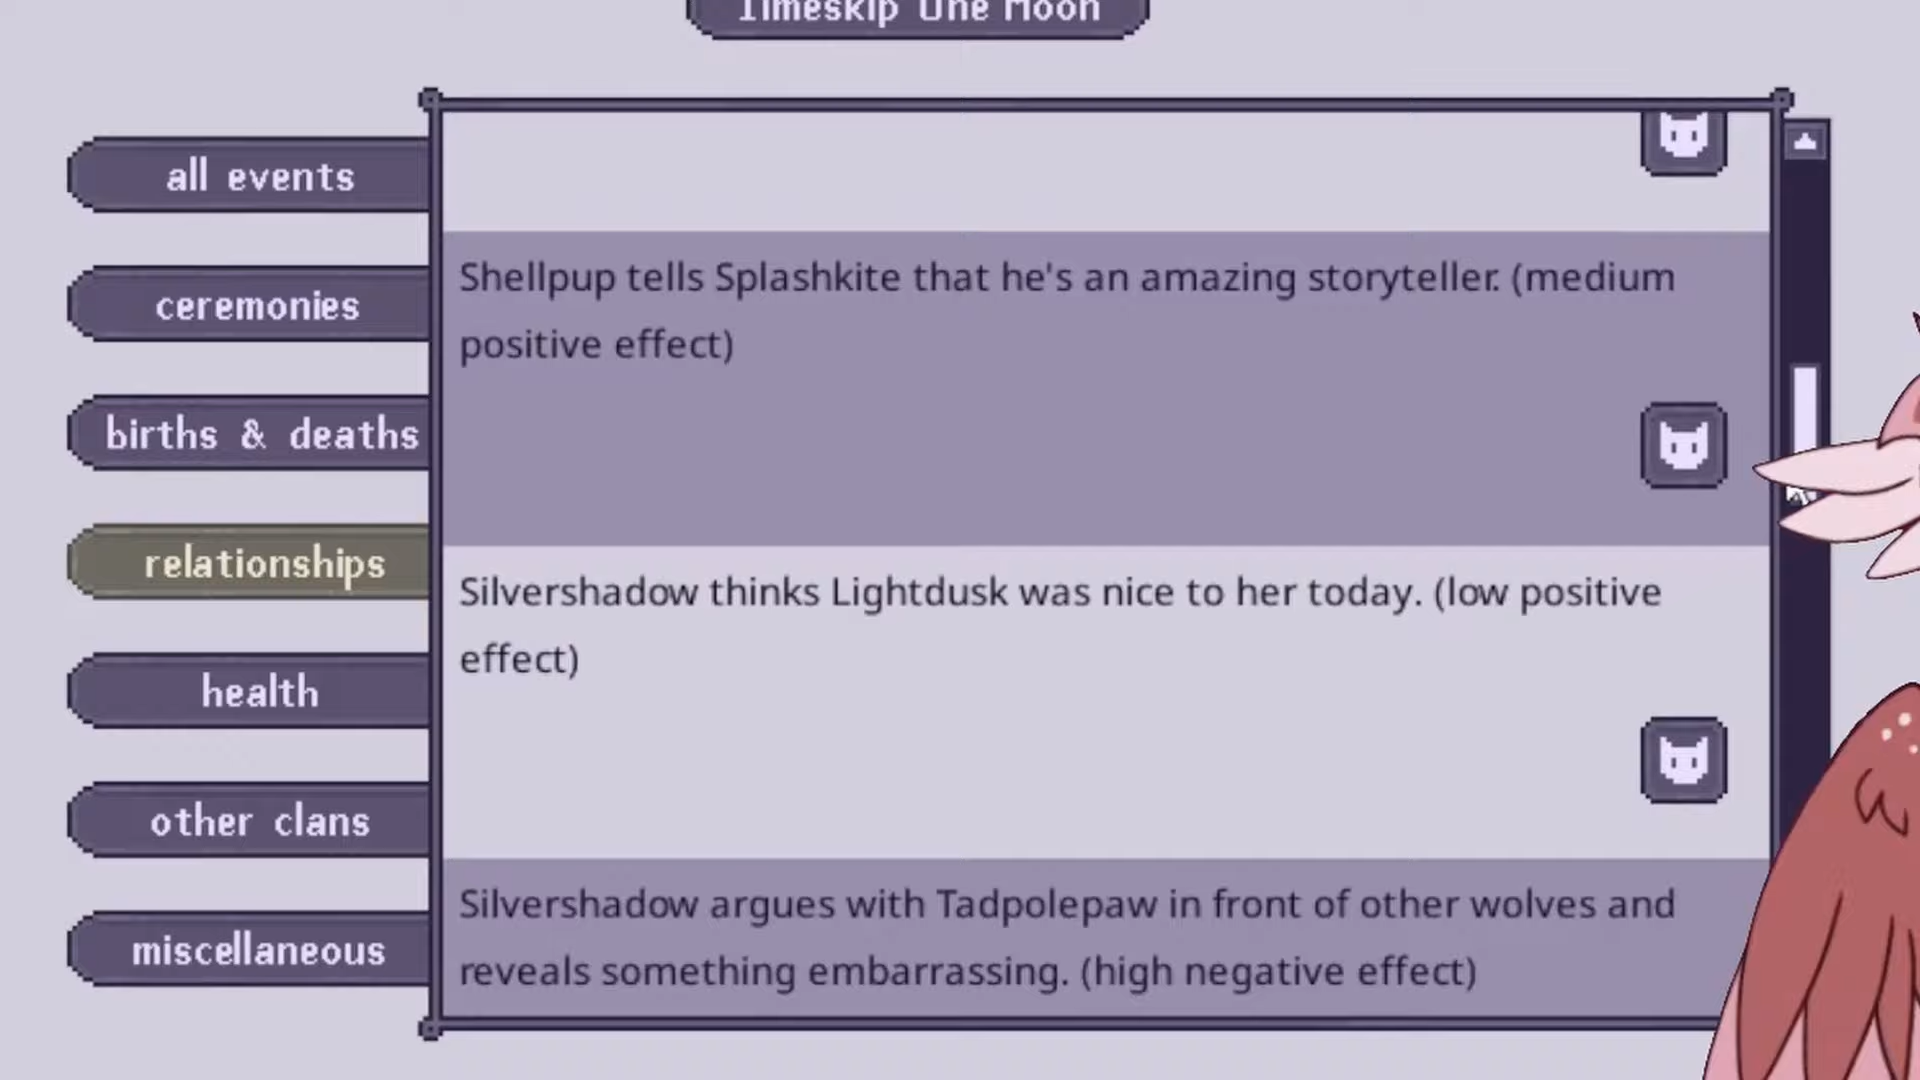 Timeskip One Moon
all events
ceremonies
births & deaths
relationships
health
other clans
miscellaneous
Shellpup tells Splashkite that he's an amazing storyteller. (medium
positive effect)
Silvershadow thinks Lightdusk was nice to her today. (low positive
effect)
Silvershadow argues with Tadpolepaw in front of other wolves and
reveals something embarrassing. (high negative effect)